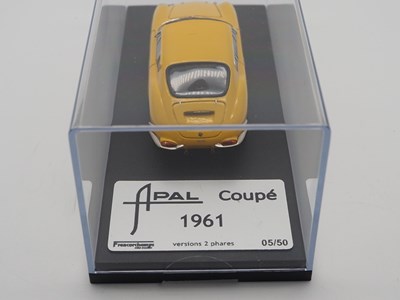 APAL Coupé
1961
versions 2 phares 05/50